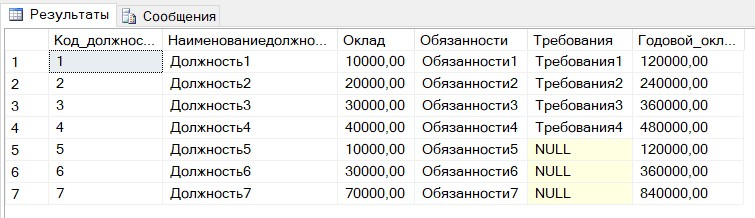 Результаты Сообщения
Код_должнос... Наименованиедолжно... Оклад Обязанности Требования Годовой_окл...
1 1 Должность1 10000,00 Обязанности1 Требования1 120000,00
2 2 Должность2 20000,00 Обязанности2 Требования2 240000,00
3 3 Должность3 30000,00 Обязанности3 Требования3 360000,00
4 4 Должность4 40000,00 Обязанности4 Требования4 480000,00
5 5 Должность5 10000,00 Обязанности5 NULL 120000,00
6 6 Должность6 30000,00 Обязанности6 NULL 360000,00
7 7 Должность7 70000,00 Обязанности7 NULL 840000,00